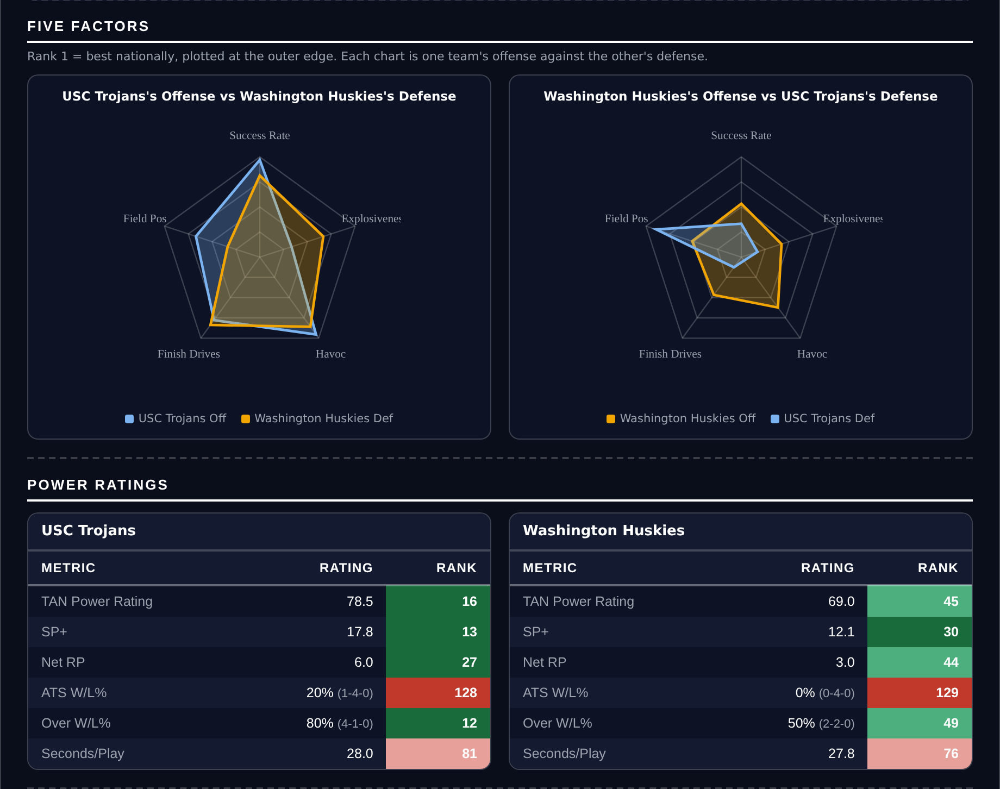 FIVE FACTORS
Rank 1 = best nationally, plotted at the outer edge. Each chart is one team's offense against the other's defense.
USC Trojans's Offense vs Washington Huskies's Defense
Success Rate
Field Pos
Explosivenes
Finish Drives
Havoc
USC Trojans Off
Washington Huskies Def
Washington Huskies's Offense vs USC Trojans's Defense
Success Rate
Field Pos
Explosivenes
Finish Drives
Havoc
Washington Huskies Off
USC Trojans Def
POWER RATINGS
USC Trojans
METRIC RATING RANK
TAN Power Rating 78.5 16
SP+ 17.8 13
Net RP 6.0 27
ATS W/L% 20% (1-4-0) 128
Over W/L% 80% (4-1-0) 12
Seconds/Play 28.0 81
Washington Huskies
METRIC RATING RANK
TAN Power Rating 69.0 45
SP+ 12.1 30
Net RP 3.0 44
ATS W/L% 0% (0-4-0) 129
Over W/L% 50% (2-2-0) 49
Seconds/Play 27.8 76